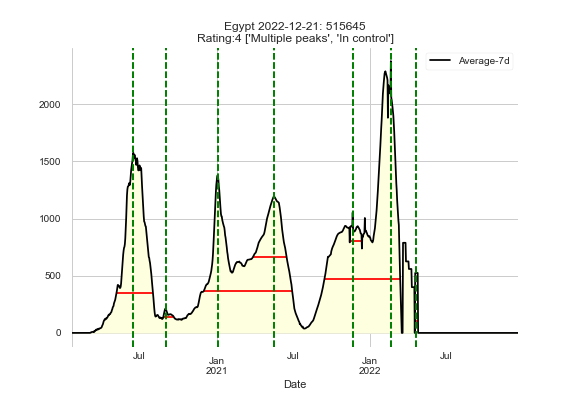 Egypt 2022-12-21: 515645
Rating:4 ['Multiple peaks', 'In control']
Average-7d
2000
1500
1000
500
0
Jul
Jan
2021
Jul
Jan
2022
Jul
Date